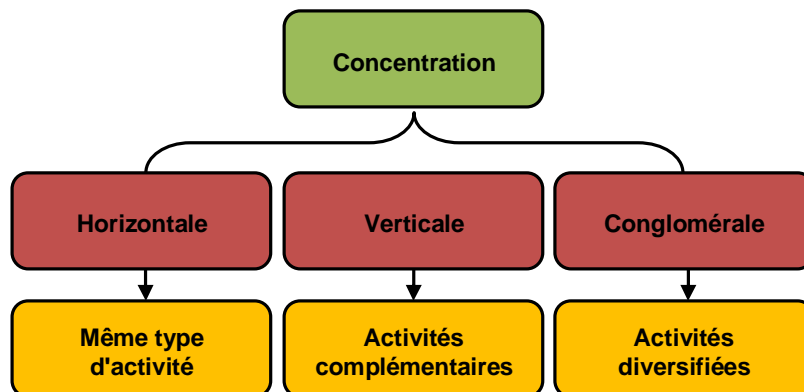 Concentration
Horizontale
Verticale
Conglomérale
Même type
d'activité
Activités
complémentaires
Activités
diversifiées